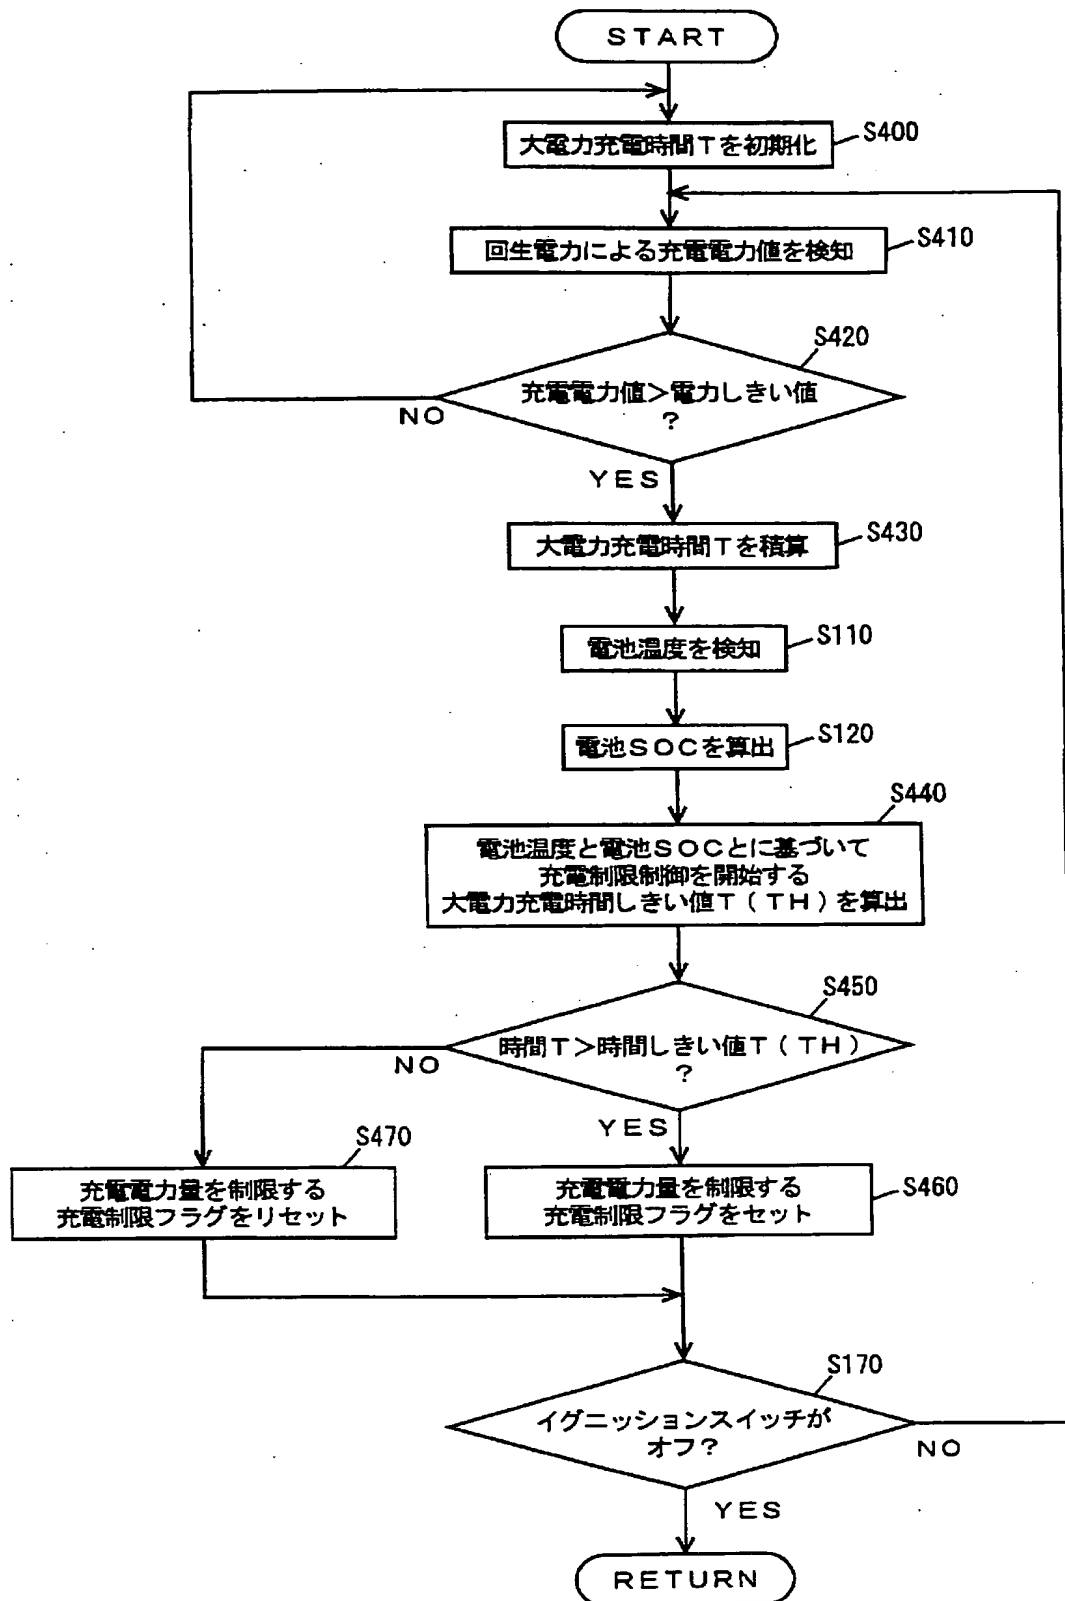 START
大電力充電時間Tを初期化
S400
回生電力による充電電力値を検知
S410
S420
充電電力値>電力しきい値
?
NO
YES
大電力充電時間Tを積算
S430
電池温度を検知
S110
電池SOCを算出
S120
S440
電池温度と電池SOCとに基づいて
充電制限制御を開始する
大電力充電時間しきい値T(TH)を算出
S450
時間T>時間しきい値T(TH)
?
NO
YES
S470
充電電力量を制限する
充電制限フラグをリセット
充電電力量を制限する
充電制限フラグをセット
S460
S170
イグニッションスイッチが
オフ?
NO
YES
RETURN